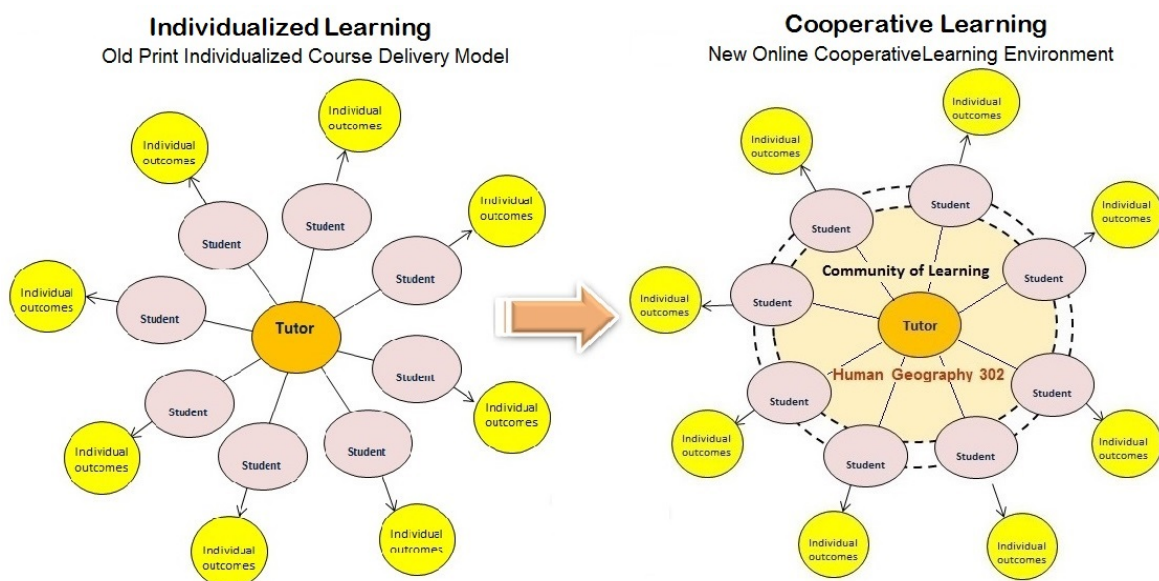 Individualized Learning
Old Print Individualized Course Delivery Model
Individual
outcomes
Individual
outcomes
Individual
outcomes
Individual
outcomes
Individual
outcomes
Individual
outcomes
Individual
outcomes
Individual
outcomes
Student
Student
Student
Student
Student
Student
Student
Student
Tutor
Cooperative Learning
New Online CooperativeLearning Environment
Individual
outcomes
Individual
outcomes
Individual
outcomes
Individual
outcomes
Individual
outcomes
Individual
outcomes
Individual
outcomes
Individual
outcomes
Student
Student
Student
Student
Student
Student
Student
Student
Community of Learning
Tutor
Human Geography 302